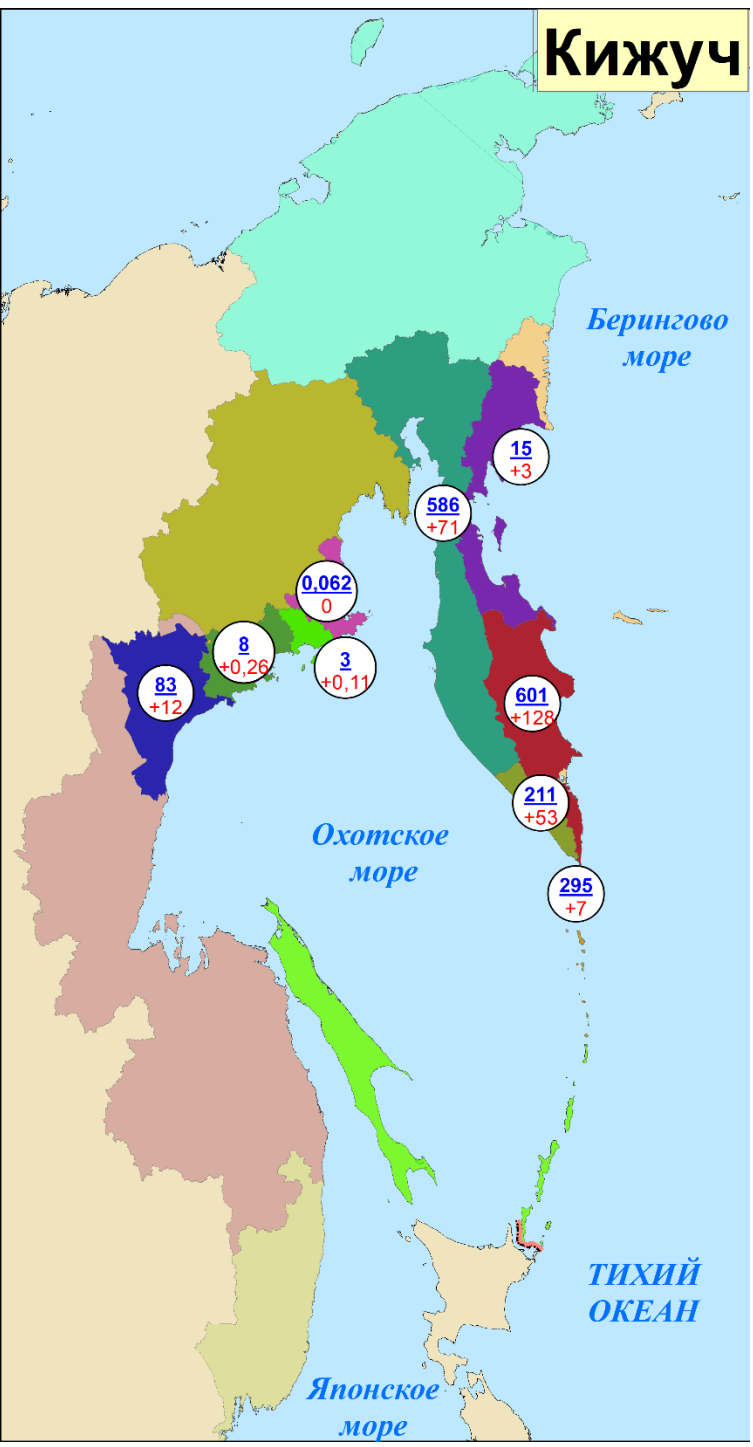 Кижуч
Берингово
море
15
+3
586
+71
0,062
0
8
+0,26
3
+0,11
83
+12
601
+128
211
+53
Охотское
море
295
+7
ТИХИЙ
ОКЕАН
Японское
море